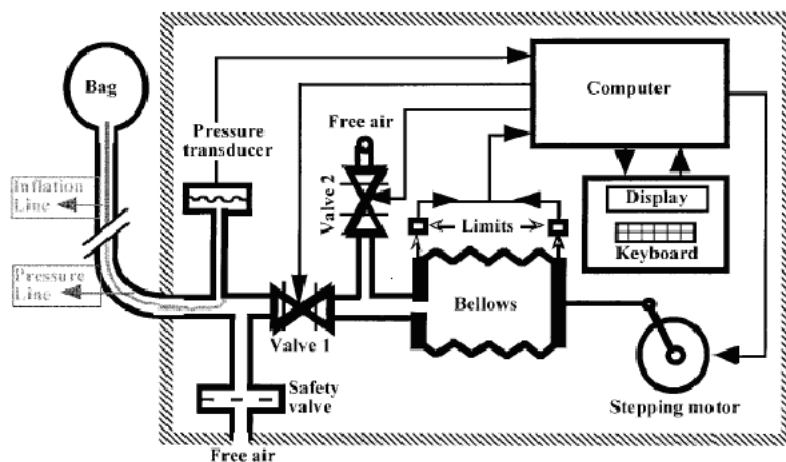 Bag
Inflation
Line
Pressure
Line
Pressure
transducer
Free air
Valve 2
Computer
Display
Keyboard
Limits
Bellows
Valve 1
Safety
valve
Free air
Stepping motor